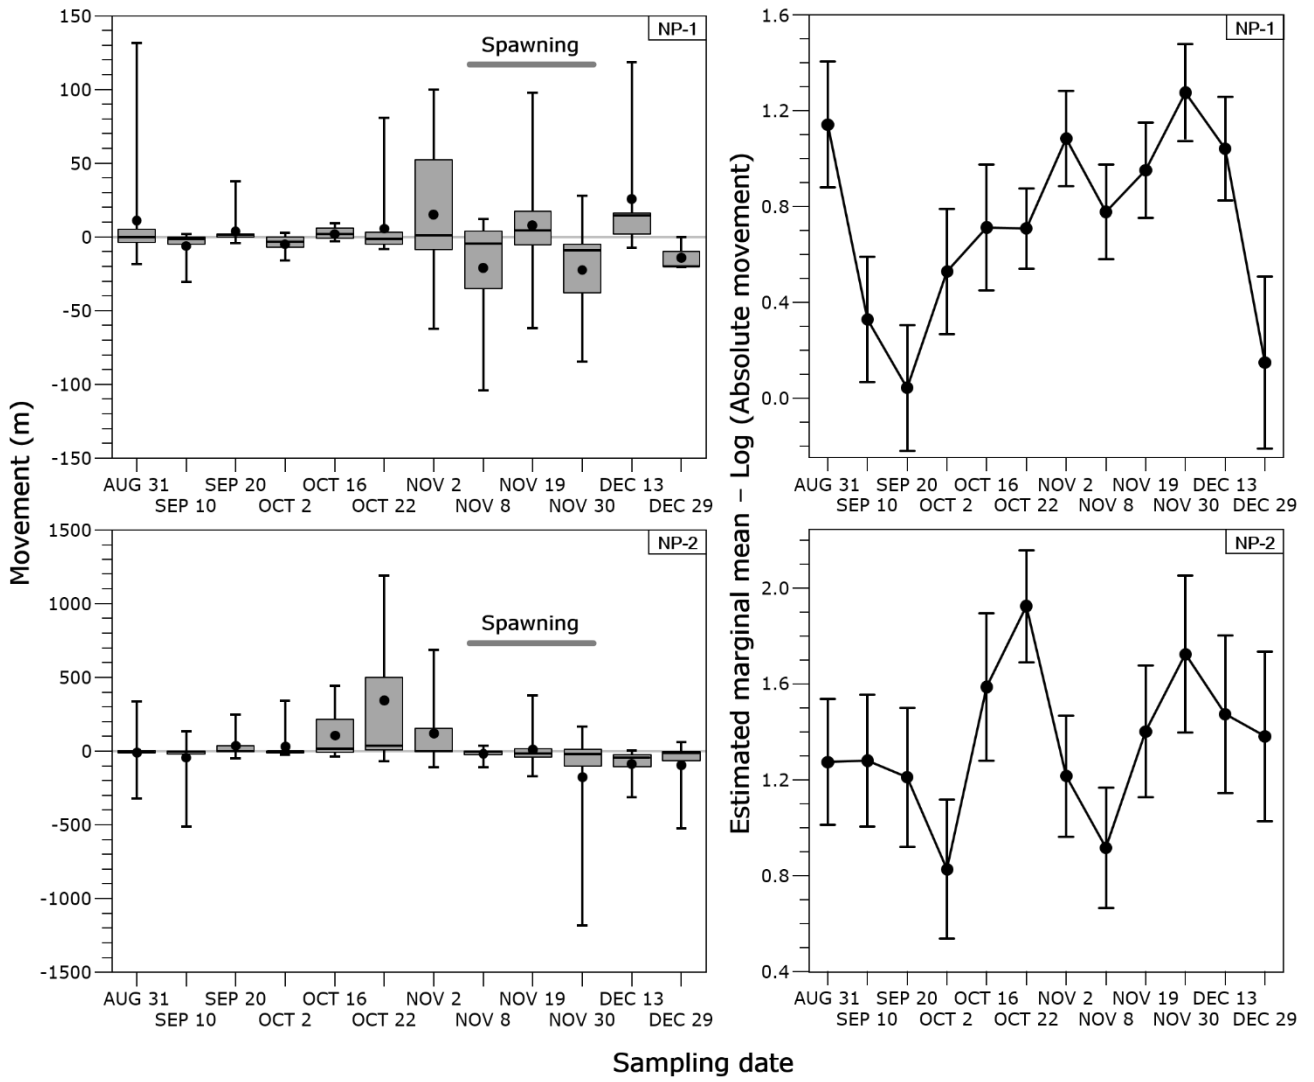 Movement (m)
150
100
50
0
-50
-100
-150
NP-1
Spawning
AUG 31
SEP 10
SEP 20
OCT 2
OCT 16
OCT 22
NOV 2
NOV 8
NOV 19
NOV 30
DEC 13
DEC 29
1500
1000
500
0
-500
-1000
-1500
NP-2
Spawning
AUG 31
SEP 10
SEP 20
OCT 2
OCT 16
OCT 22
NOV 2
NOV 8
NOV 19
NOV 30
DEC 13
DEC 29
Estimated marginal mean – Log (Absolute movement)
1.6
1.2
0.8
0.4
0.0
NP-1
AUG 31
SEP 10
SEP 20
OCT 2
OCT 16
OCT 22
NOV 2
NOV 8
NOV 19
NOV 30
DEC 13
DEC 29
2.0
1.6
1.2
0.8
0.4
NP-2
AUG 31
SEP 10
SEP 20
OCT 2
OCT 16
OCT 22
NOV 2
NOV 8
NOV 19
NOV 30
DEC 13
DEC 29
Sampling date